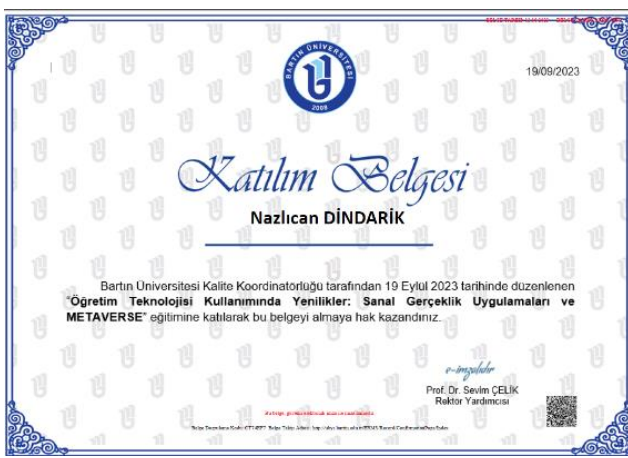 BARTIN ÜNİVERSİTESİ
2008
19/09/2023
Katılım Belgesi
Nazlıcan DİNDARİK
Bartın Üniversitesi Kalite Koordinatörlüğü tarafından 19 Eylül 2023 tarihinde düzenlenen
"Öğretim Teknolojisi Kullanımında Yenilikler: Sanal Gerçeklik Uygulamaları ve
METAVERSE" eğitimine katılarak bu belgeyi almaya hak kazandınız.
e-imzalıdır
Prof. Dr. Sevim ÇELİK
Rektör Yardımcısı